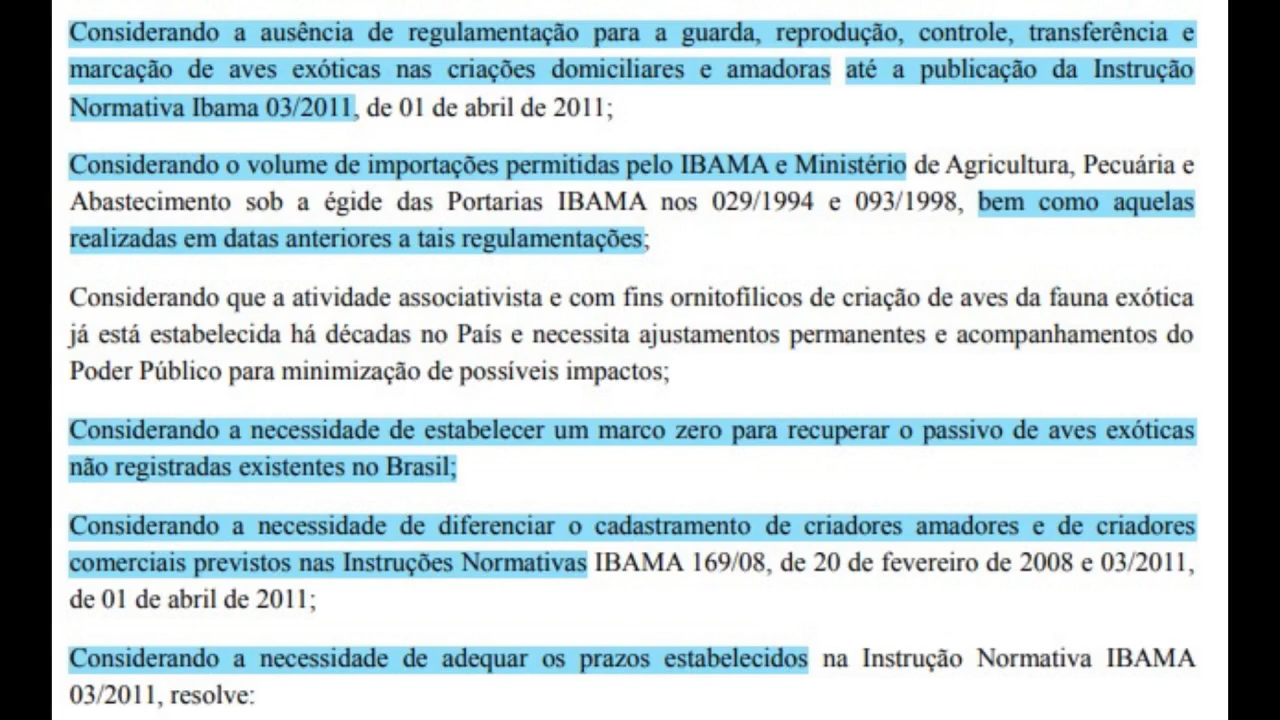 Considerando a ausência de regulamentação para a guarda, reprodução, controle, transferência e
marcação de aves exóticas nas criações domiciliares e amadoras até a publicação da Instrução
Normativa Ibama 03/2011, de 01 de abril de 2011;
Considerando o volume de importações permitidas pelo IBAMA e Ministério de Agricultura, Pecuária e
Abastecimento sob a égide das Portarias IBAMA nos 029/1994 e 093/1998, bem como aquelas
realizadas em datas anteriores a tais regulamentações;
Considerando que a atividade associativista e com fins ornitofílicos de criação de aves da fauna exótica
já está estabelecida há décadas no País e necessita ajustamentos permanentes e acompanhamentos do
Poder Público para minimização de possíveis impactos;
Considerando a necessidade de estabelecer um marco zero para recuperar o passivo de aves exóticas
não registradas existentes no Brasil;
Considerando a necessidade de diferenciar o cadastramento de criadores amadores e de criadores
comerciais previstos nas Instruções Normativas IBAMA 169/08, de 20 de fevereiro de 2008 e 03/2011,
de 01 de abril de 2011;
Considerando a necessidade de adequar os prazos estabelecidos na Instrução Normativa IBAMA
03/2011, resolve: